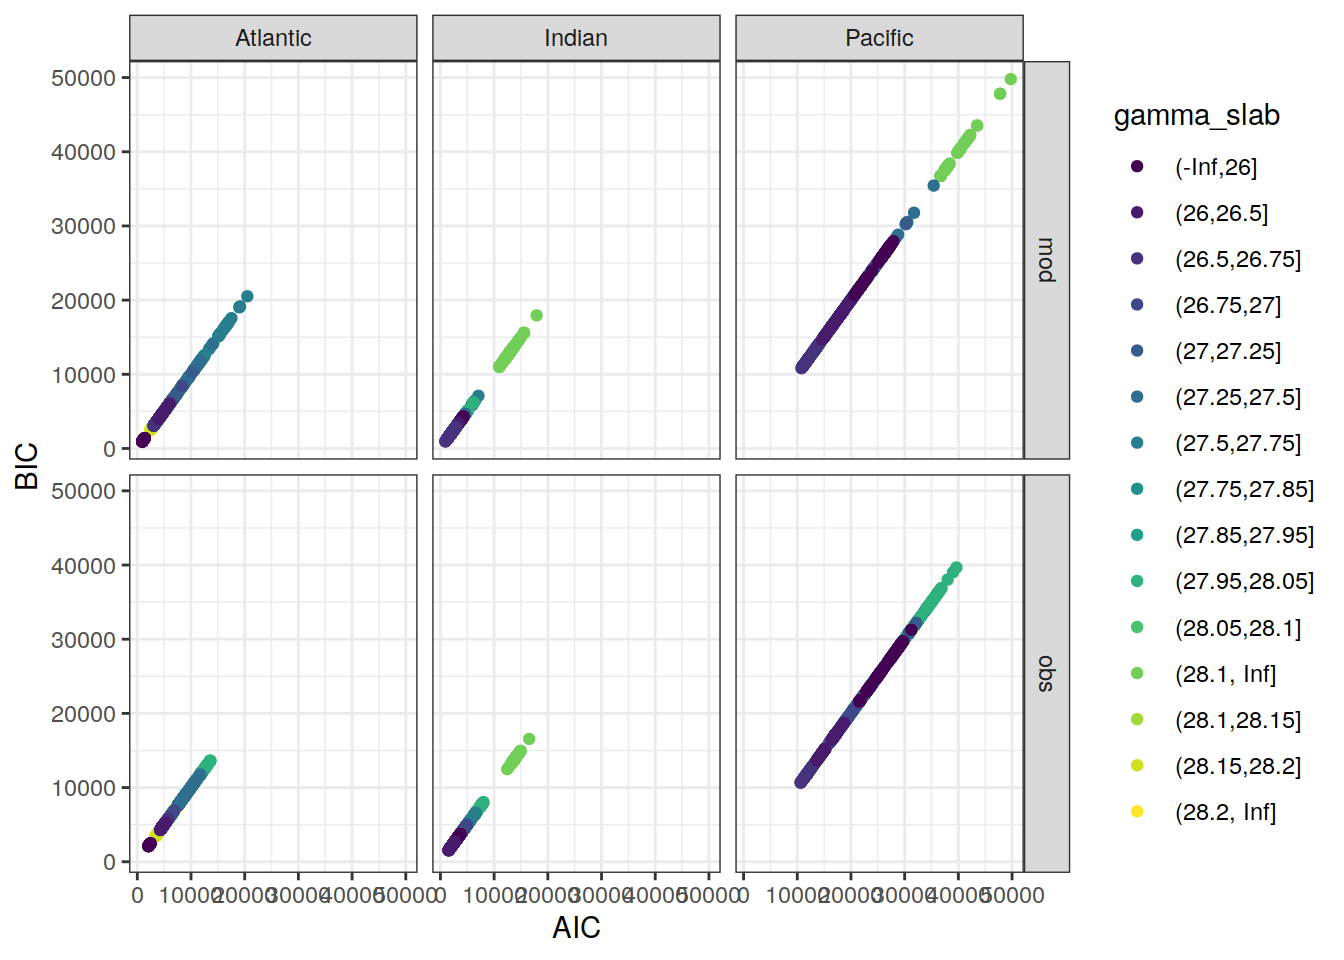 Atlantic
Indian
Pacific
mod
obs
50000
40000
30000
20000
10000
0
50000
40000
30000
20000
10000
0
0 10000 20000 30000 40000 50000
0 10000 20000 30000 40000 50000
0 10000 20000 30000 40000 50000
AIC
BIC
gamma_slab
(-Inf,26]
(26,26.5]
(26.5,26.75]
(26.75,27]
(27,27.25]
(27.25,27.5]
(27.5,27.75]
(27.75,27.85]
(27.85,27.95]
(27.95,28.05]
(28.05,28.1]
(28.1, Inf]
(28.1,28.15]
(28.15,28.2]
(28.2, Inf]